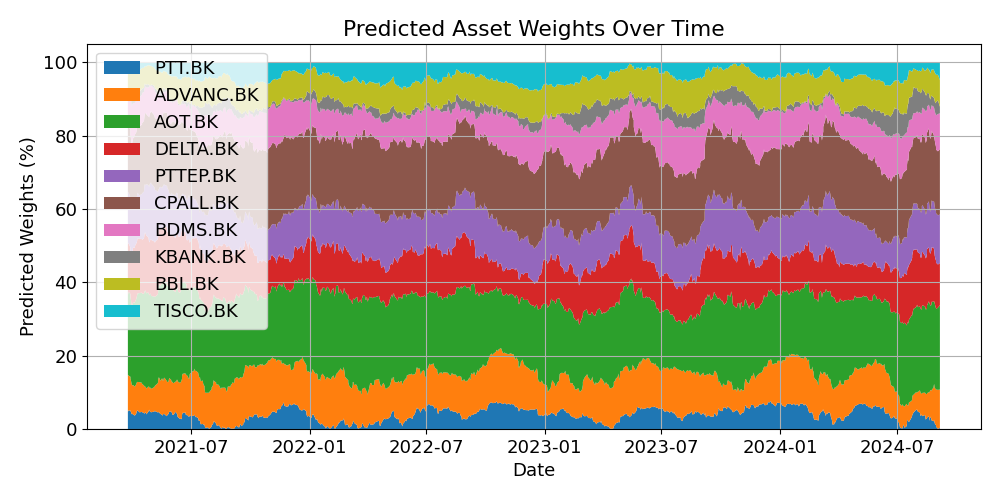 Predicted Asset Weights Over Time
Predicted Weights (%)
100
80
60
40
20
0
PTT.BK
ADVANC.BK
AOT.BK
DELTA.BK
PTTEP.BK
CPALL.BK
BDMS.BK
KBANK.BK
BBL.BK
TISCO.BK
2021-07 2022-01 2022-07 2023-01 2023-07 2024-01 2024-07
Date